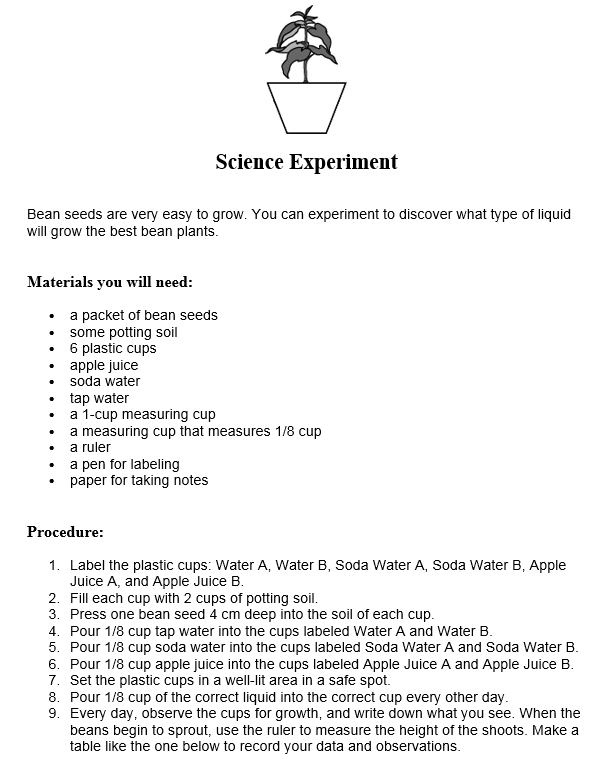 Science Experiment
Bean seeds are very easy to grow. You can experiment to discover what type of liquid
will grow the best bean plants.
Materials you will need:
• a packet of bean seeds
• some potting soil
• 6 plastic cups
• apple juice
• soda water
• tap water
• a 1-cup measuring cup
• a measuring cup that measures 1/8 cup
• a ruler
• a pen for labeling
• paper for taking notes
Procedure:
1. Label the plastic cups: Water A, Water B, Soda Water A, Soda Water B, Apple
Juice A, and Apple Juice B.
2. Fill each cup with 2 cups of potting soil.
3. Press one bean seed 4 cm deep into the soil of each cup.
4. Pour 1/8 cup tap water into the cups labeled Water A and Water B.
5. Pour 1/8 cup soda water into the cups labeled Soda Water A and Soda Water B.
6. Pour 1/8 cup apple juice into the cups labeled Apple Juice A and Apple Juice B.
7. Set the plastic cups in a well-lit area in a safe spot.
8. Pour 1/8 cup of the correct liquid into the correct cup every other day.
9. Every day, observe the cups for growth, and write down what you see. When the
beans begin to sprout, use the ruler to measure the height of the shoots. Make a
table like the one below to record your data and observations.